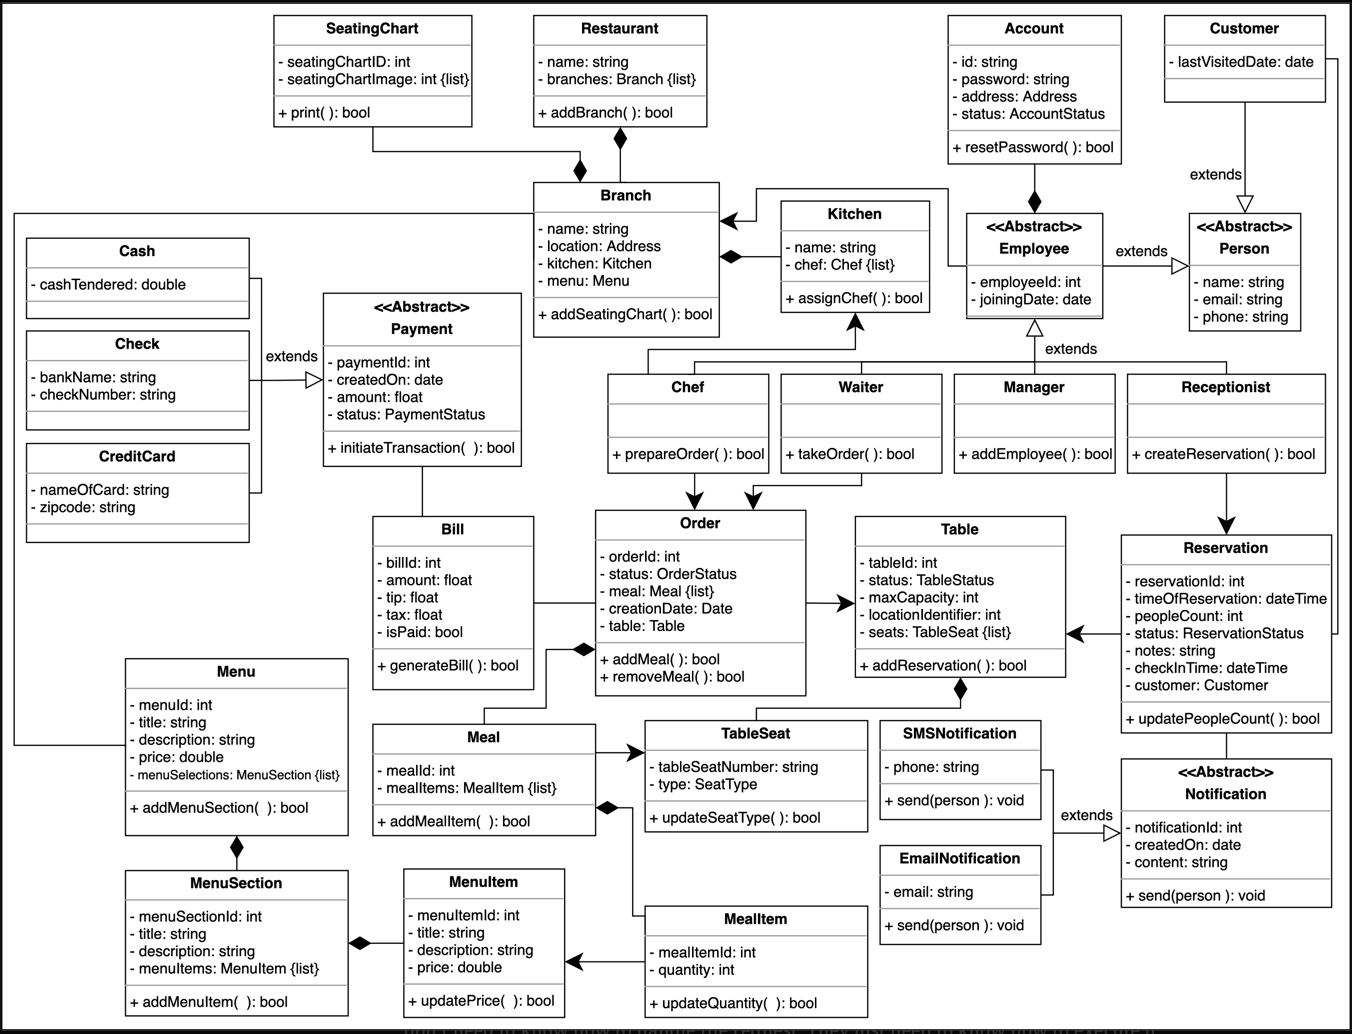 SeatingChart
- seatingChartID: int
- seatingChartImage: int {list}
+ print( ): bool
Restaurant
- name: string
- branches: Branch {list}
+ addBranch( ): bool
Account
- id: string
- password: string
- address: Address
- status: AccountStatus
+ resetPassword( ): bool
Customer
- lastVisitedDate: date
extends
Branch
- name: string
- location: Address
- kitchen: Kitchen
- menu: Menu
+ addSeatingChart( ): bool
Kitchen
- name: string
- chef: Chef {list}
+ assignChef( ): bool
<<Abstract>>
Employee
- employeeId: int
- joiningDate: date
extends
<<Abstract>>
Person
- name: string
- email: string
- phone: string
Cash
- cashTendered: double
Check
- bankName: string
- checkNumber: string
CreditCard
- nameOfCard: string
- zipcode: string
extends
<<Abstract>>
Payment
- paymentId: int
- createdOn: date
- amount: float
- status: PaymentStatus
+ initiateTransaction( ): bool
extends
Chef
+ prepareOrder( ): bool
Waiter
+ takeOrder( ): bool
Manager
+ addEmployee( ): bool
Receptionist
+ createReservation( ): bool
Bill
- billId: int
- amount: float
- tip: float
- tax: float
- isPaid: bool
+ generateBill( ): bool
Order
- orderId: int
- status: OrderStatus
- meal: Meal {list}
- creationDate: Date
- table: Table
+ addMeal( ): bool
+ removeMeal( ): bool
Table
- tableId: int
- status: TableStatus
- maxCapacity: int
- locationIdentifier: int
- seats: TableSeat {list}
+ addReservation( ): bool
Reservation
- reservationId: int
- timeOfReservation: dateTime
- peopleCount: int
- status: ReservationStatus
- notes: string
- checkInTime: dateTime
- customer: Customer
+ updatePeopleCount( ): bool
Menu
- menuId: int
- title: string
- description: string
- price: double
- menuSelections: MenuSection {list}
+ addMenuSection( ): bool
Meal
- mealId: int
- mealItems: MealItem {list}
+ addMealItem( ): bool
TableSeat
- tableSeatNumber: string
- type: SeatType
+ updateSeatType( ): bool
SMSNotification
- phone: string
+ send(person ): void
EmailNotification
- email: string
+ send(person ): void
extends
<<Abstract>>
Notification
- notificationId: int
- createdOn: date
- content: string
+ send(person ): void
MenuSection
- menuSectionId: int
- title: string
- description: string
- menuItems: MenuItem {list}
+ addMenuItem( ): bool
MenuItem
- menuItemId: int
- title: string
- description: string
- price: double
+ updatePrice( ): bool
MealItem
- mealItemId: int
- quantity: int
+ updateQuantity( ): bool